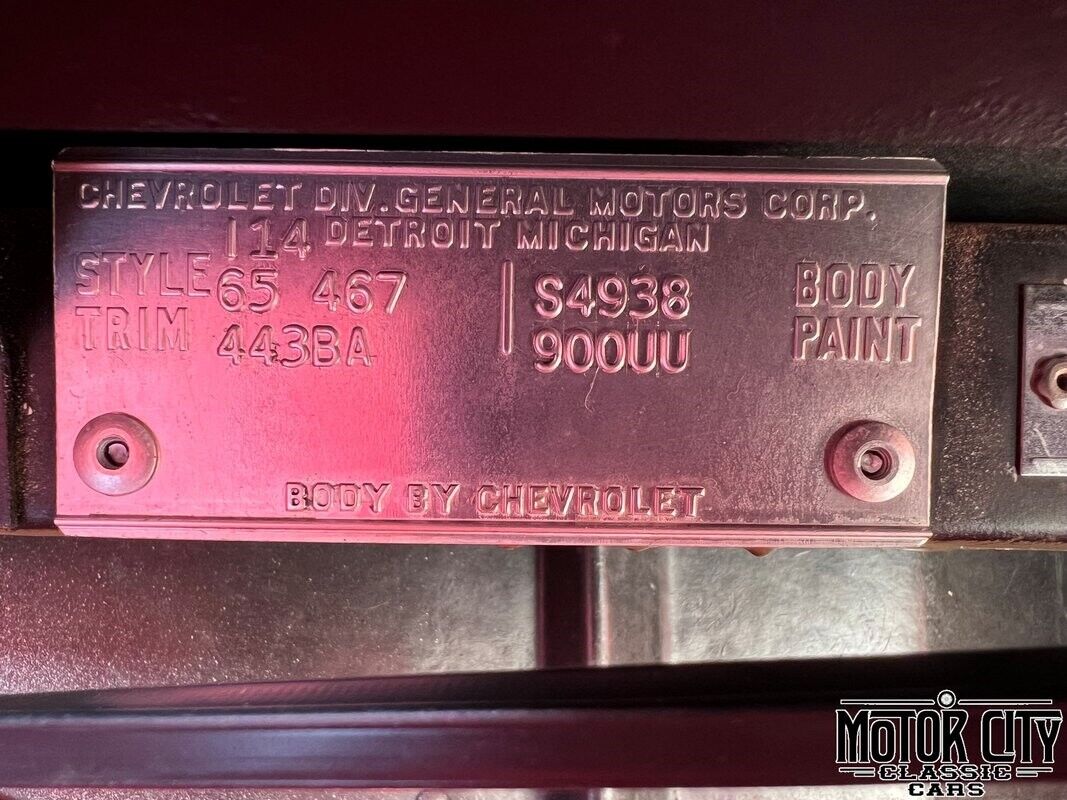 CHEVROLET DIV. GENERAL MOTORS CORP.
114 DETROIT MICHIGAN
STYLE 65 467 | S4938 BODY
TRIM 443BA 900UU PAINT
BODY BY CHEVROLET
MOTOR CITY
CLASSIC
CARS